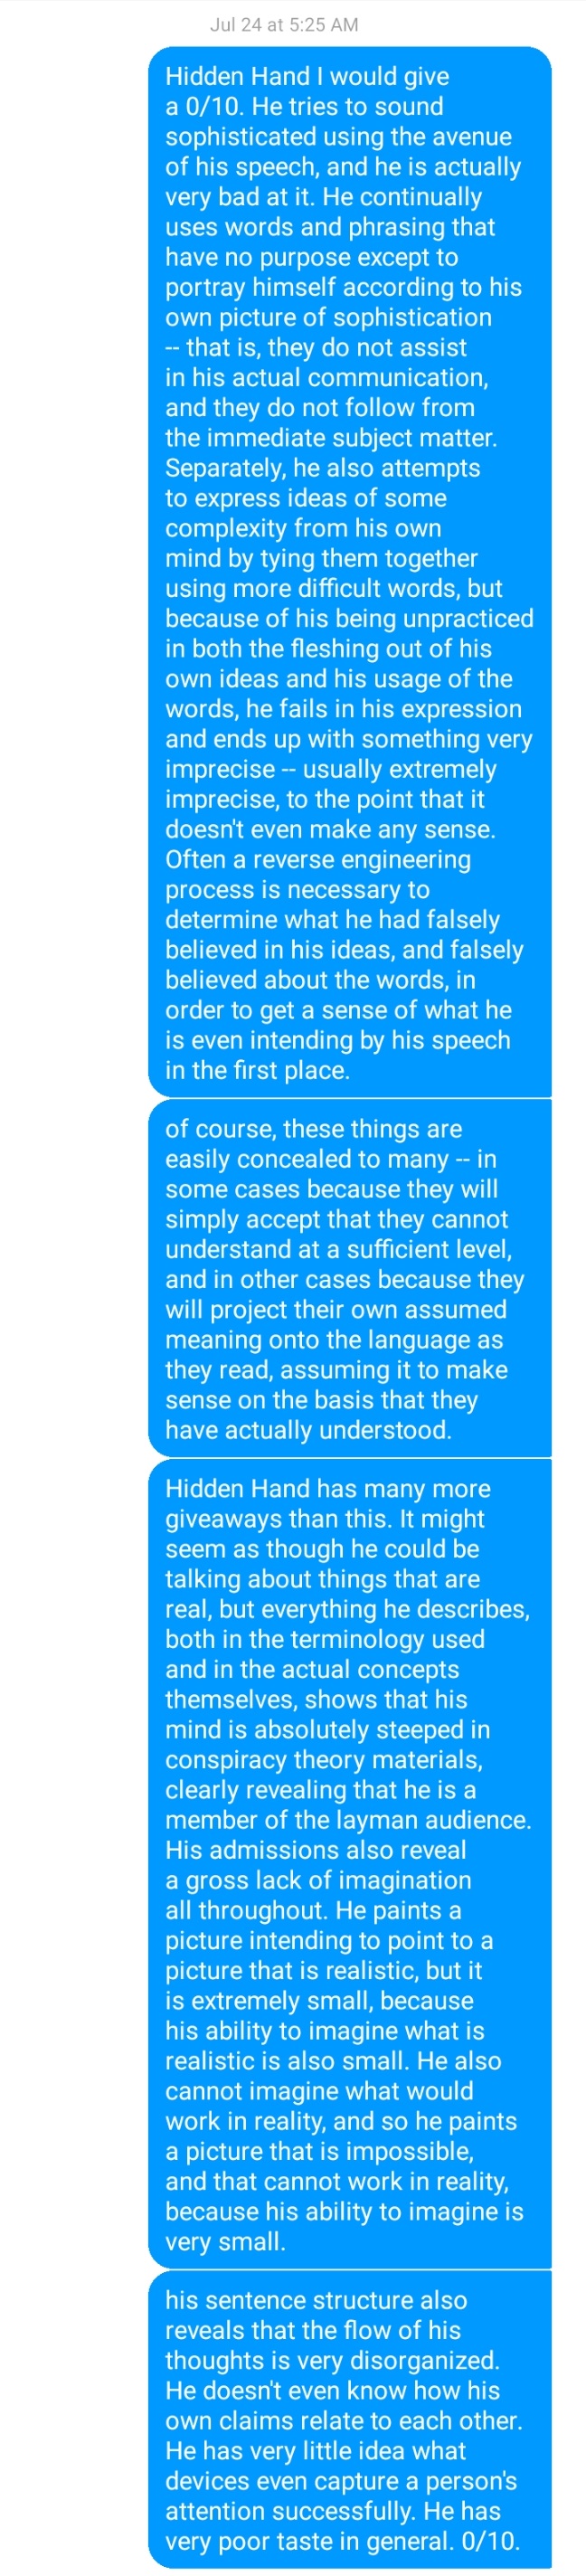 Jul 24 at 5:25 AM
Hidden Hand I would give
a 0/10. He tries to sound
sophisticated using the avenue
of his speech, and he is actually
very bad at it. He continually
uses words and phrasing that
have no purpose except to
portray himself according to his
own picture of sophistication
-- that is, they do not assist
in his actual communication,
and they do not follow from
the immediate subject matter.
Separately, he also attempts
to express ideas of some
complexity from his own
mind by tying them together
using more difficult words, but
because of his being unpracticed
in both the fleshing out of his
own ideas and his usage of the
words, he fails in his expression
and ends up with something very
imprecise -- usually extremely
imprecise, to the point that it
doesn't even make any sense.
Often a reverse engineering
process is necessary to
determine what he had falsely
believed in his ideas, and falsely
believed about the words, in
order to get a sense of what he
is even intending by his speech
in the first place.
of course, these things are
easily concealed to many -- in
some cases because they will
simply accept that they cannot
understand at a sufficient level,
and in other cases because they
will project their own assumed
meaning onto the language as
they read, assuming it to make
sense on the basis that they
have actually understood.
Hidden Hand has many more
giveaways than this. It might
seem as though he could be
talking about things that are
real, but everything he describes,
both in the terminology used
and in the actual concepts
themselves, shows that his
mind is absolutely steeped in
conspiracy theory materials,
clearly revealing that he is a
member of the layman audience.
His admissions also reveal
a gross lack of imagination
all throughout. He paints a
picture intending to point to a
picture that is realistic, but it
is extremely small, because
his ability to imagine what is
realistic is also small. He also
cannot imagine what would
work in reality, and so he paints
a picture that is impossible,
and that cannot work in reality,
because his ability to imagine is
very small.
his sentence structure also
reveals that the flow of his
thoughts is very disorganized.
He doesn't even know how his
own claims relate to each other.
He has very little idea what
devices even capture a person's
attention successfully. He has
very poor taste in general. 0/10.